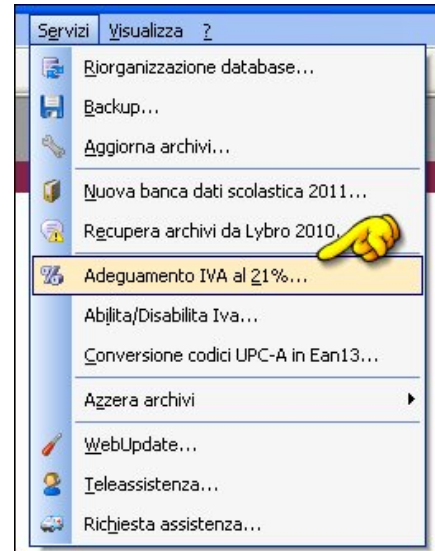 Servizi Visualizza ?
Riorganizzazione database...
Backup...
Aggiorna archivi...
Nuova banca dati scolastica 2011...
Recupera archivi da Lybro 2010...
Adeguamento IVA al 21%...
Abilita/Disabilita Iva...
Conversione codici UPC-A in Ean13...
Azzera archivi
WebUpdate...
Teleassistenza...
Richiesta assistenza...